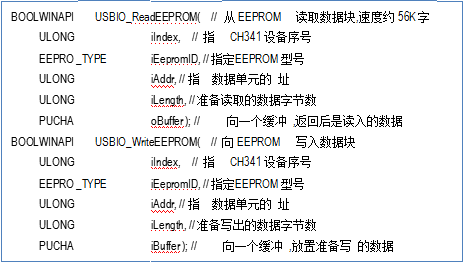 BOOLWINAPI USBIO_ReadEEPROM( // 从 EEPROM 读取数据块,速度约 56K 字
ULONG iIndex, // 指 CH341 设备序号
EEPRO_TYPE iEepromID, //指定EEPROM 型号
ULONG iAddr, // 指 数据单元的 址
ULONG iLength, // 准备读取的数据字节数
PUCHA oBuffer ); // 向一个缓冲 ,返回后是读入的数据
BOOLWINAPI USBIO_WriteEEPROM( // 向 EEPROM 写入数据块
ULONG iIndex, // 指 CH341 设备序号
EEPRO_TYPE iEepromID, // 指定EEPROM 型号
ULONG iAddr, // 指 数据单元的 址
ULONG iLength, // 准备写出的数据字节数
PUCHA iBuffer ); // 向一个缓冲 ,放置准备写 的数据